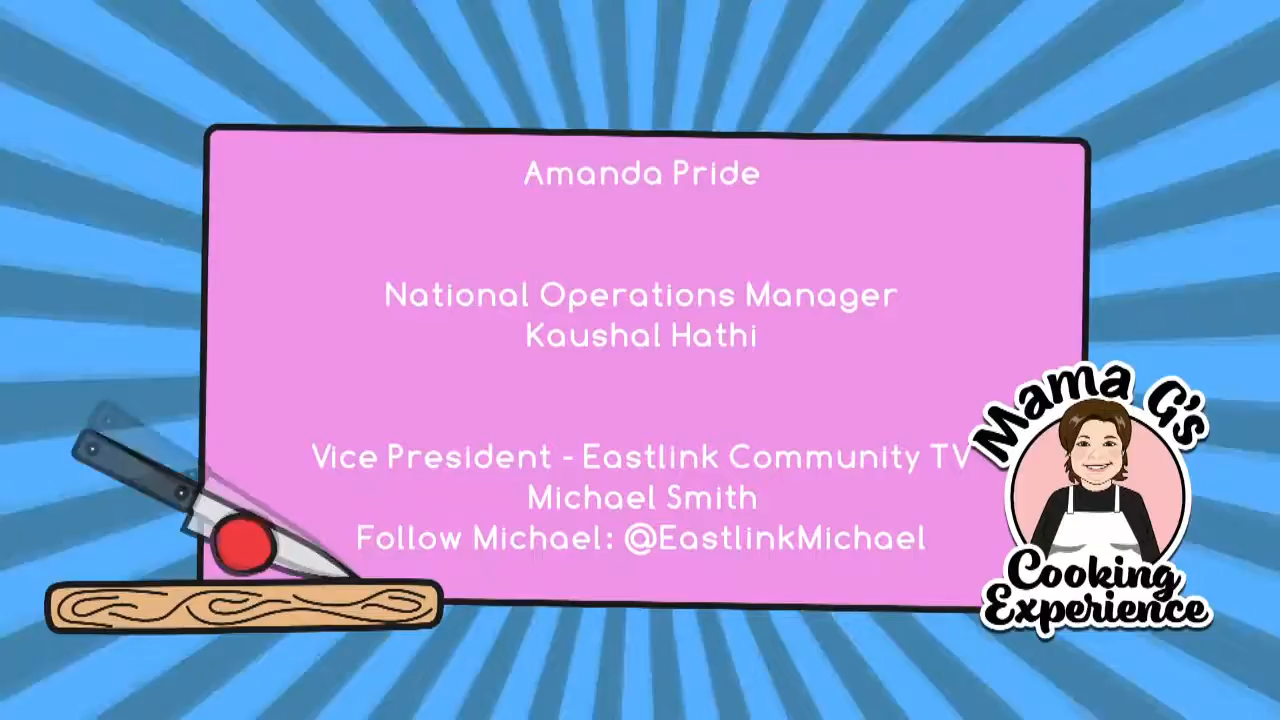 Amanda Pride
National Operations Manager
Kaushal Hathi
Vice President - Eastlink Community TV
Michael Smith
Follow Michael: @EastlinkMichael
Mama G's
Cooking
Experience